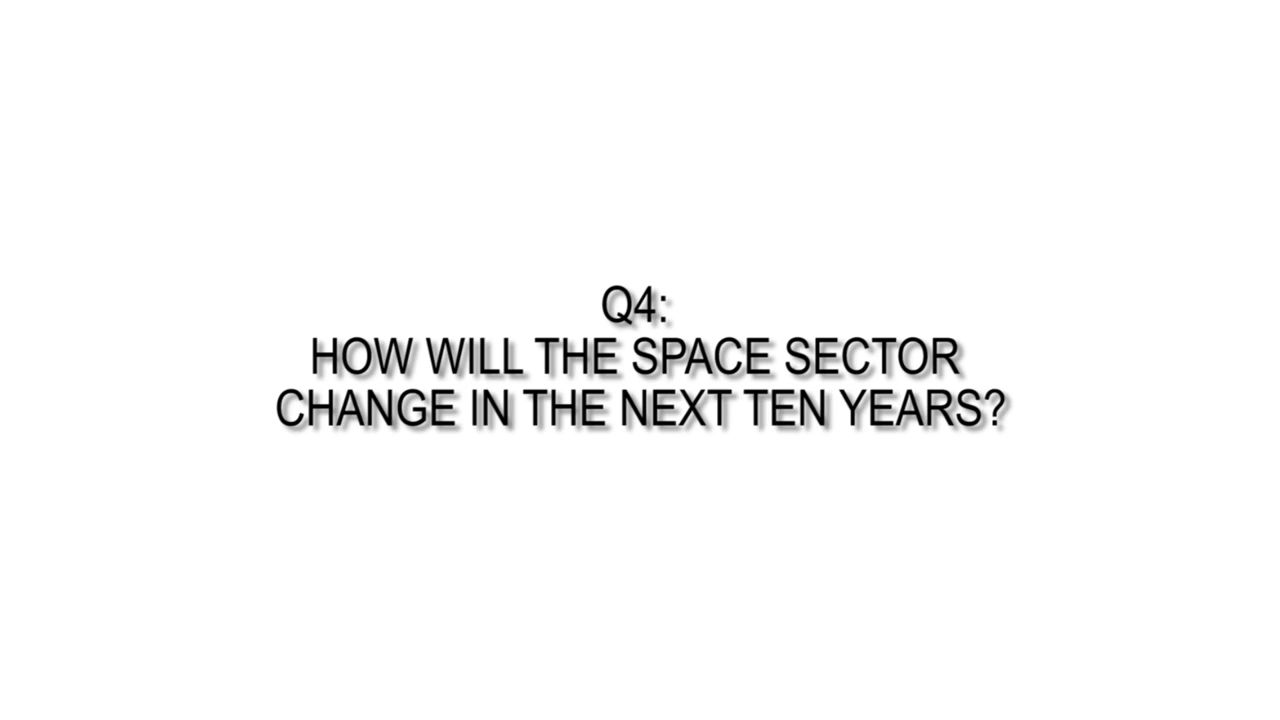 Q4:
HOW WILL THE SPACE SECTOR
CHANGE IN THE NEXT TEN YEARS?